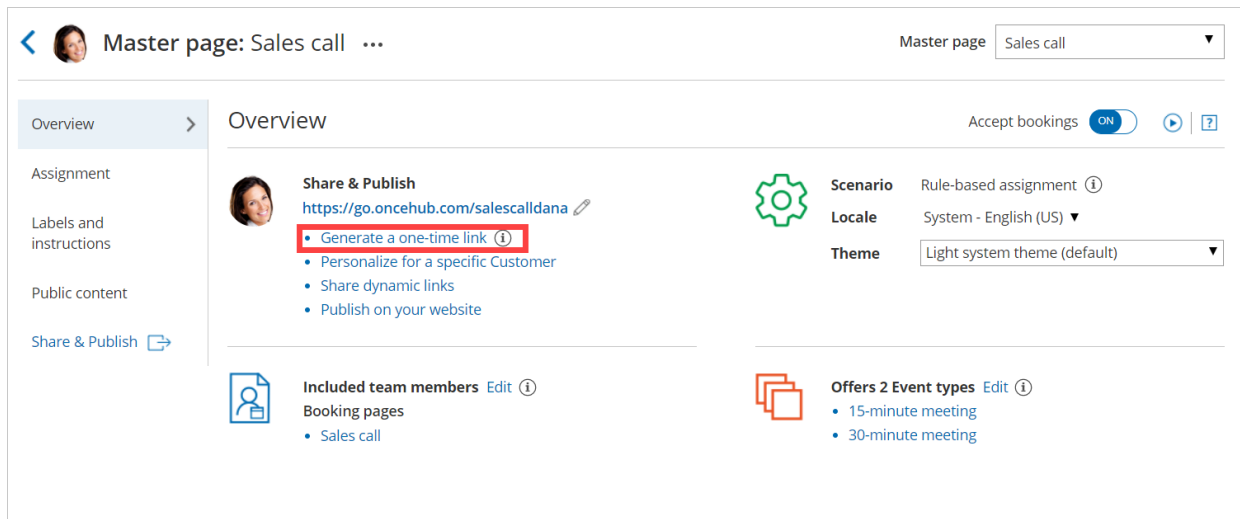 Master page: Sales call ...
Master page
Sales call
Overview
Assignment
Labels and
instructions
Public content
Share & Publish
Overview
Accept bookings
ON
?
Share & Publish
https://go.oncehub.com/salescalldana
Generate a one-time link
Personalize for a specific Customer
Share dynamic links
Publish on your website
Scenario Rule-based assignment
Locale System - English (US)
Theme Light system theme (default)
Included team members Edit
Booking pages
Sales call
Offers 2 Event types Edit
15-minute meeting
30-minute meeting